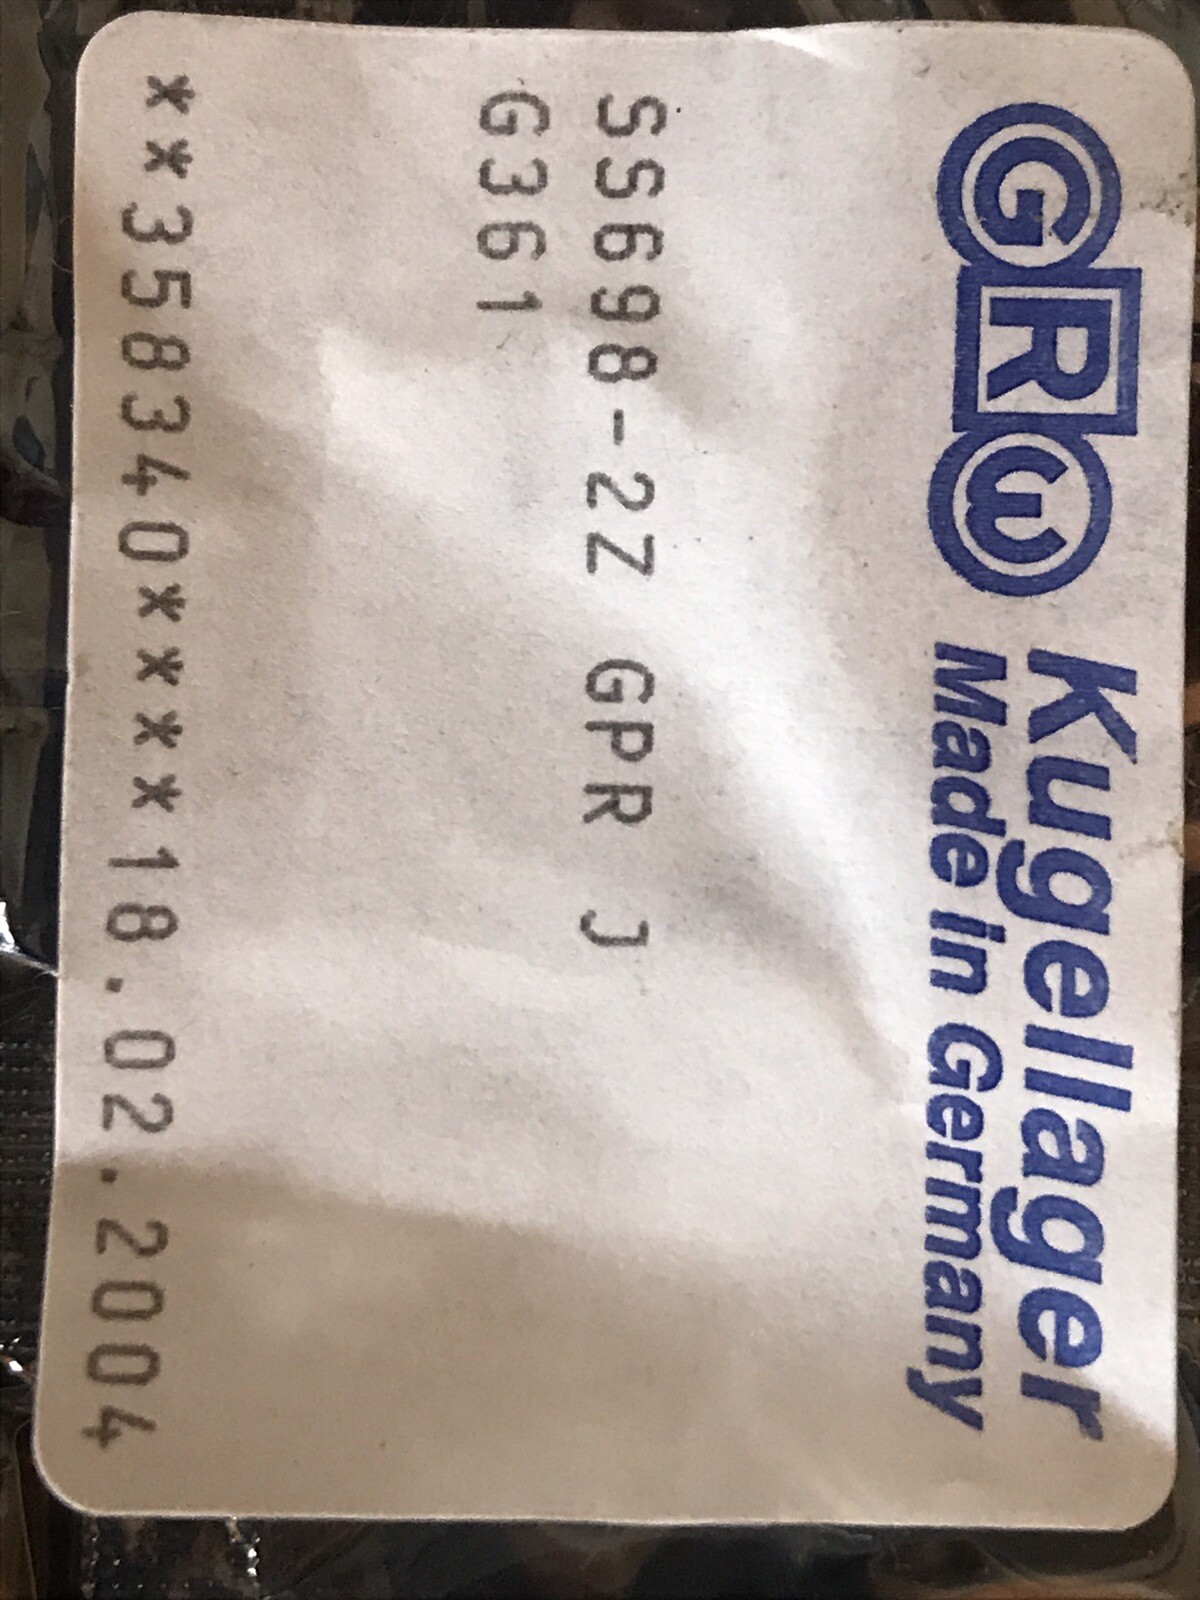 GRW Kugellager
Made in Germany
SS698-2Z GPR J
G361
**358340****18.02.2004